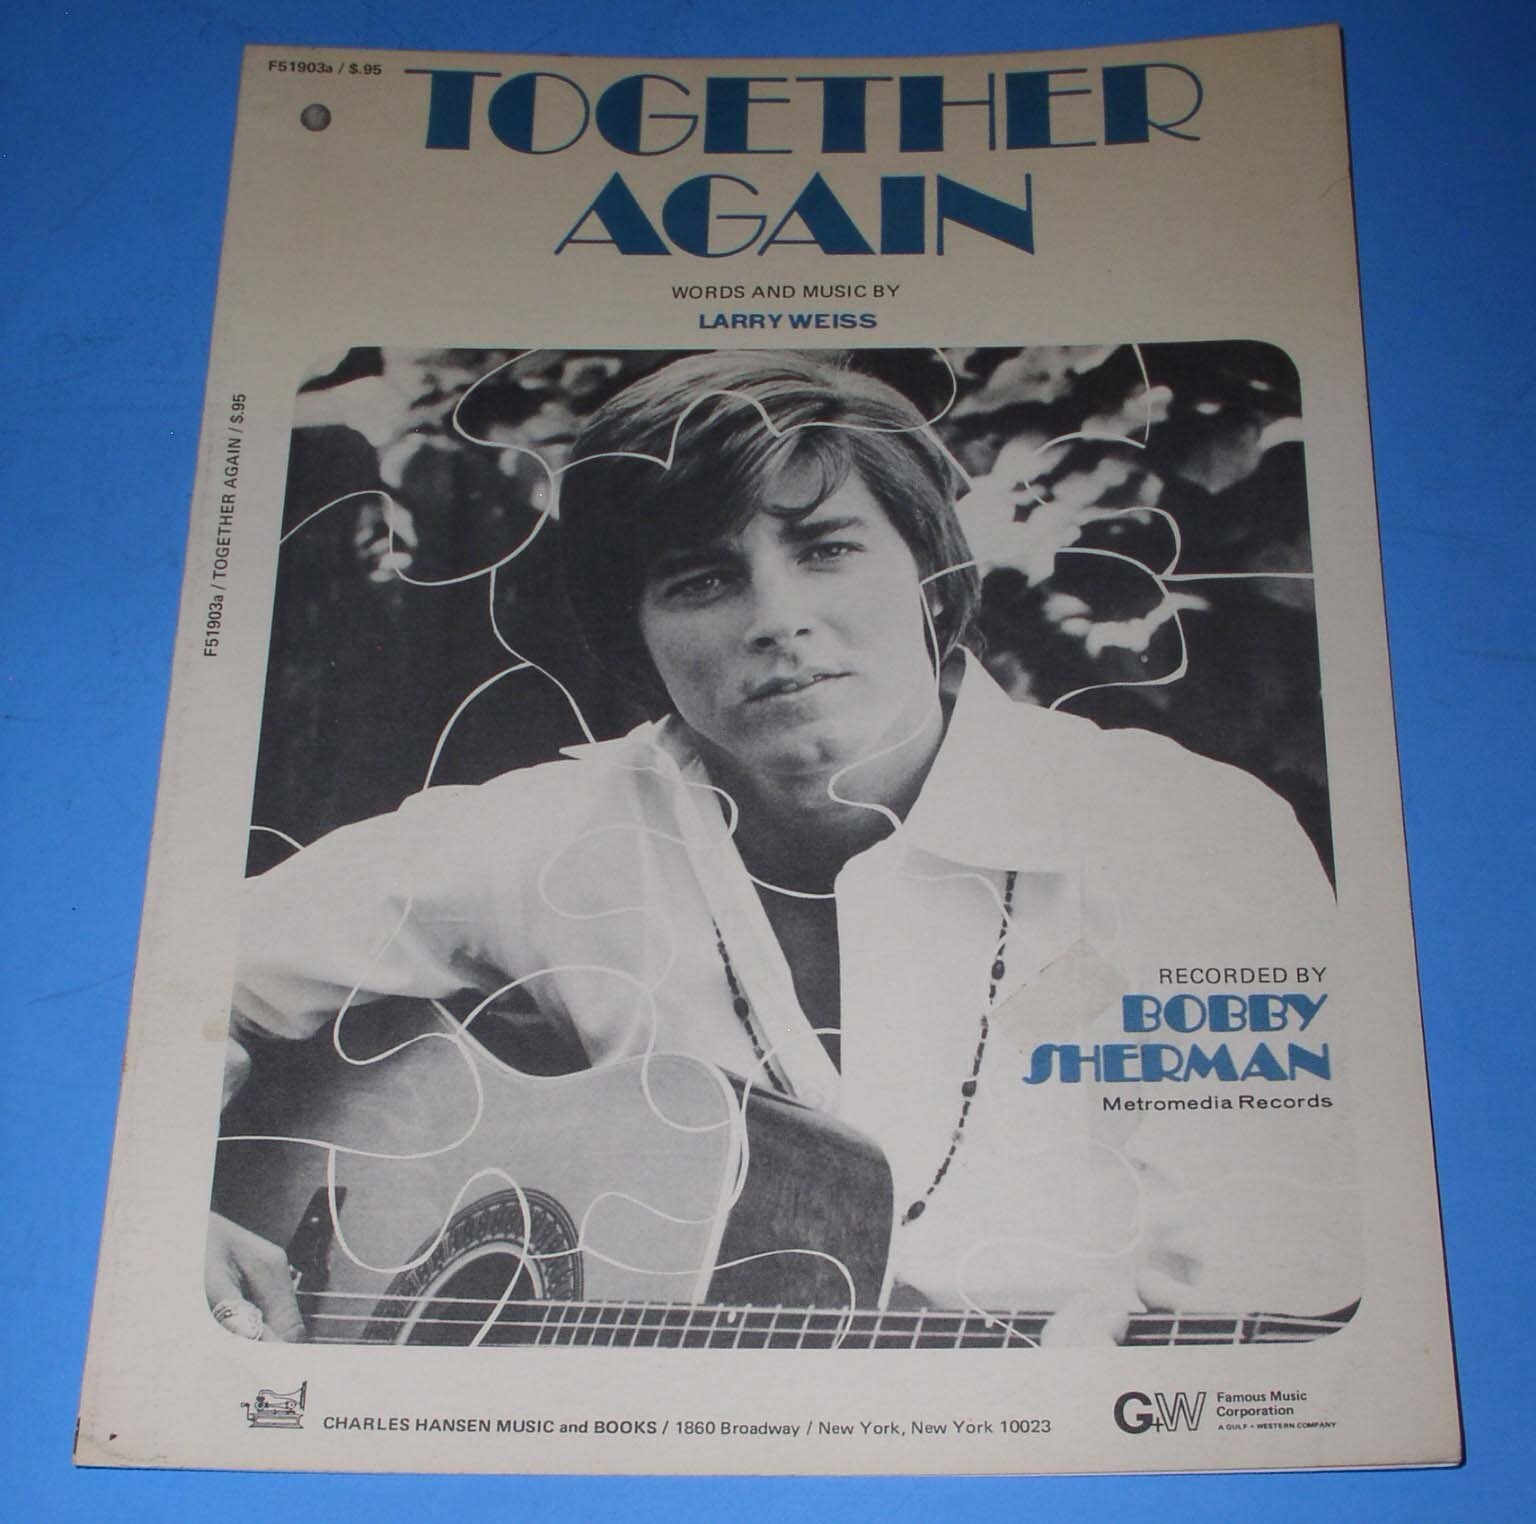 F51903a / $.95
TOGETHER
AGAIN
WORDS AND MUSIC BY
LARRY WEISS
F51903a / TOGETHER AGAIN / $.95
RECORDED BY
BOBBY
SHERMAN
Metromedia Records
CHARLES HANSEN MUSIC and BOOKS / 1860 Broadway / New York, New York 10023
G+W
Famous Music
Corporation
A GULF + WESTERN COMPANY